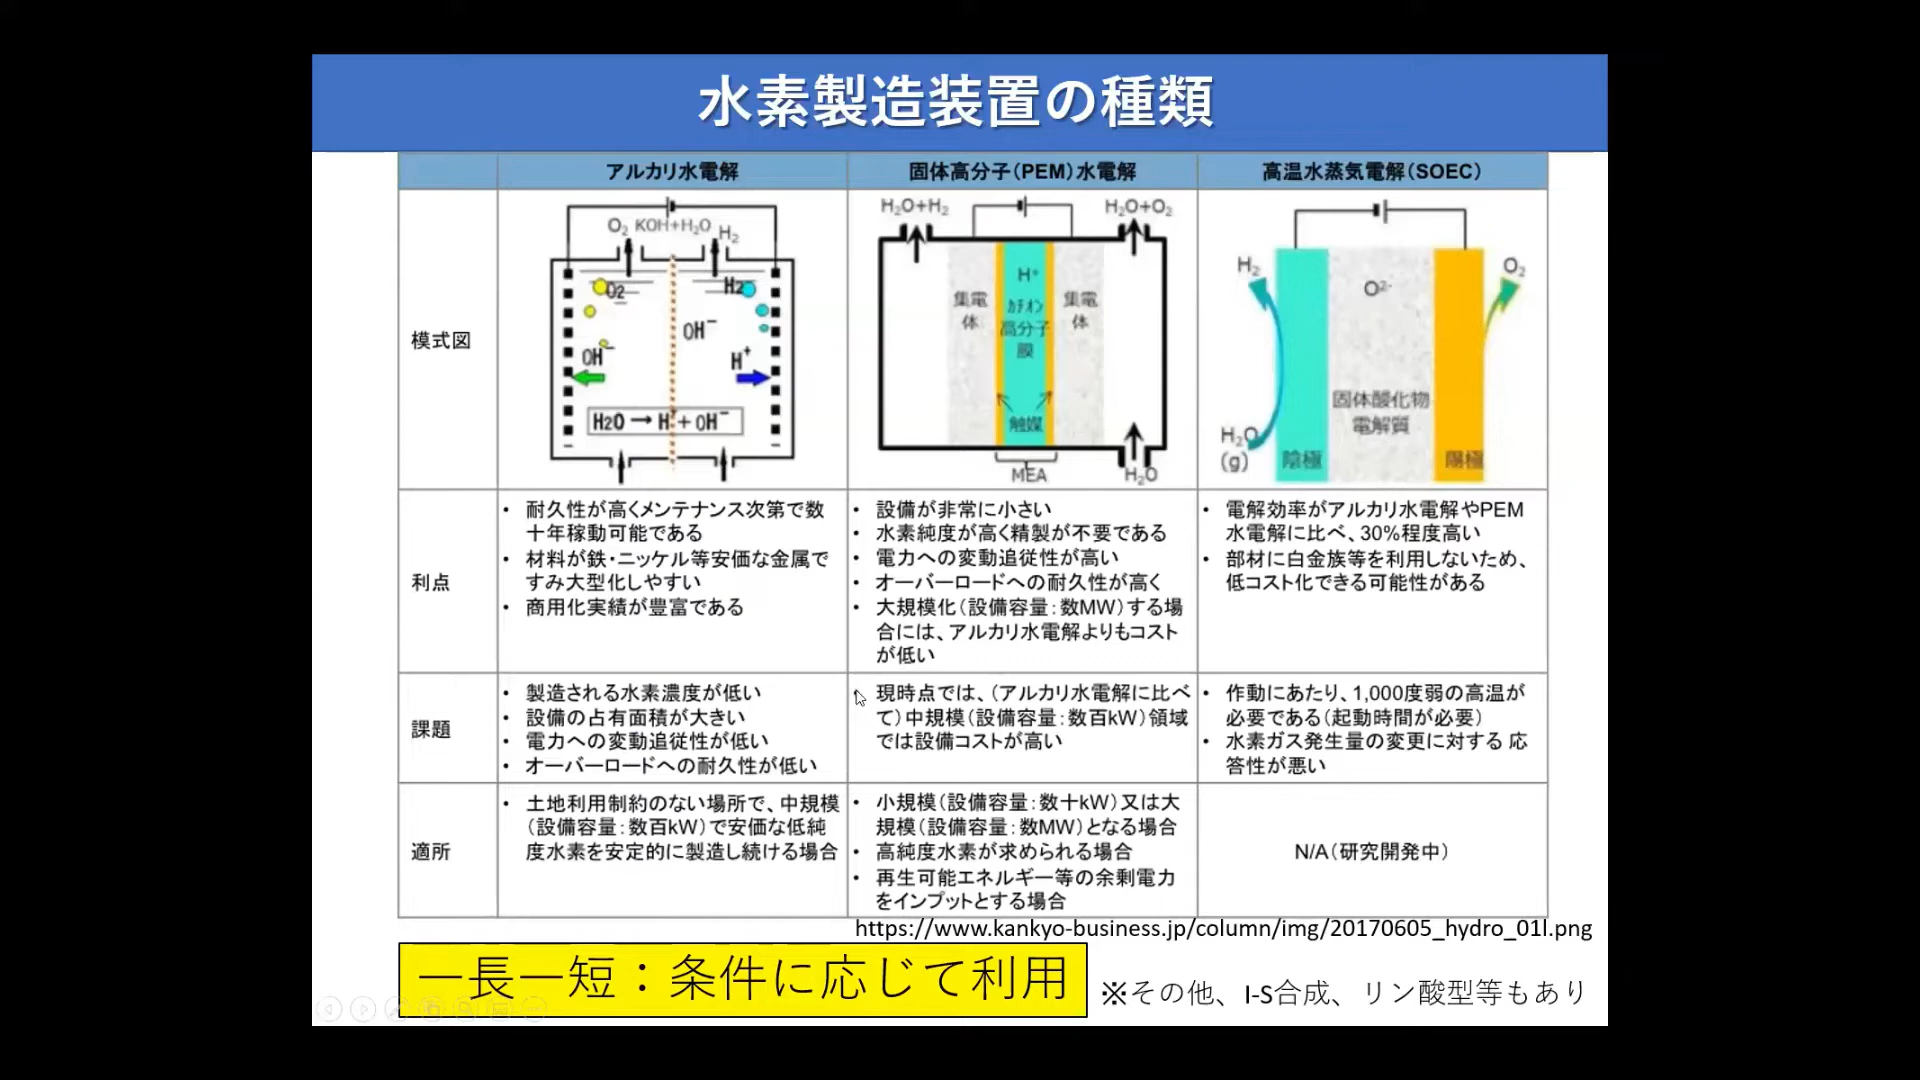 水素製造装置の種類
アルカリ水電解
固体高分子(PEM)水電解
高温水蒸気電解(SOEC)
模式図
O₂ KOH+H₂O H₂
O2
H2
OH⁻
OH⁻
H⁺
H2O → H⁺ + OH⁻
H₂O+H₂
H₂O+O₂
H⁺
集電
体
カチオン
高分子
膜
集電
体
触媒
MEA
H₂O
H₂
O₂
O²⁻
固体酸化物
電解質
H₂O
(g)
陰極
陽極
利点
• 耐久性が高くメンテナンス次第で数
十年稼動可能である
• 材料が鉄・ニッケル等安価な金属で
すみ大型化しやすい
• 商用化実績が豊富である
• 設備が非常に小さい
• 水素純度が高く精製が不要である
• 電力への変動追従性が高い
• オーバーロードへの耐久性が高く
• 大規模化(設備容量:数MW)する場
合には、アルカリ水電解よりもコスト
が低い
• 電解効率がアルカリ水電解やPEM
水電解に比べ、30%程度高い
• 部材に白金族等を利用しないため、
低コスト化できる可能性がある
課題
• 製造される水素濃度が低い
• 設備の占有面積が大きい
• 電力への変動追従性が低い
• オーバーロードへの耐久性が低い
• 現時点では、(アルカリ水電解に比べ
て)中規模(設備容量:数百kW)領域
では設備コストが高い
• 作動にあたり、1,000度弱の高温が
必要である(起動時間が必要)
• 水素ガス発生量の変更に対する 応
答性が悪い
適所
• 土地利用制約のない場所で、中規模
(設備容量:数百kW)で安価な低純
度水素を安定的に製造し続ける場合
• 小規模(設備容量:数十kW)又は大
規模(設備容量:数MW)となる場合
• 高純度水素が求められる場合
• 再生可能エネルギー等の余剰電力
をインプットとする場合
N/A(研究開発中)
https://www.kankyo-business.jp/column/img/20170605_hydro_01l.png
一長一短:条件に応じて利用
※その他、I-S合成、リン酸型等もあり